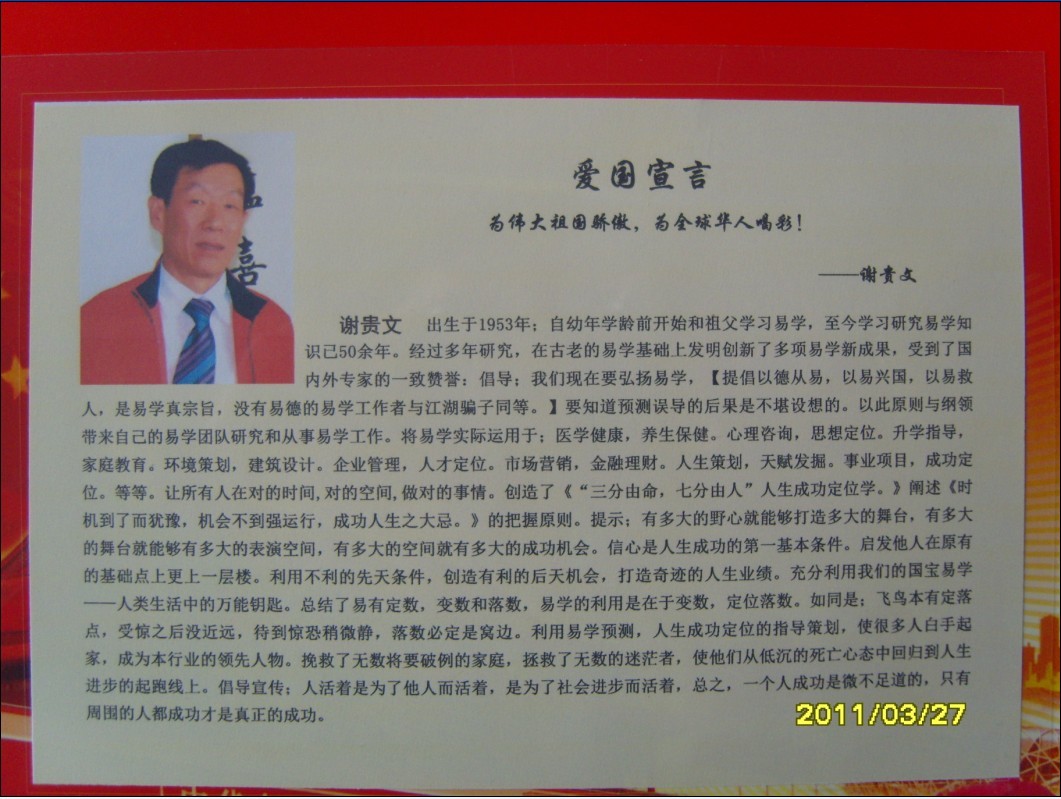 爱国宣言
为伟大祖国骄傲，为全球华人喝彩！
——谢贵文
喜
谢贵文 出生于1953年；自幼年学龄前开始和祖父学习易学，至今学习研究易学知
识已50余年。经过多年研究，在古老的易学基础上发明创新了多项易学新成果，受到了国
内外专家的一致赞誉：倡导；我们现在要弘扬易学，【提倡以德从易，以易兴国，以易救
人，是易学真宗旨，没有易德的易学工作者与江湖骗子同等。】要知道预测误导的后果是不堪设想的。以此原则与纲领
带来自己的易学团队研究和从事易学工作。将易学实际运用于；医学健康，养生保健。心理咨询，思想定位。升学指导，
家庭教育。环境策划，建筑设计。企业管理，人才定位。市场营销，金融理财。人生策划，天赋发掘。事业项目，成功定
位。等等。让所有人在对的时间,对的空间,做对的事情。创造了《“三分由命，七分由人”人生成功定位学。》阐述《时
机到了而犹豫，机会不到强运行，成功人生之大忌。》的把握原则。提示；有多大的野心就能够打造多大的舞台，有多大
的舞台就能够有多大的表演空间，有多大的空间就有多大的成功机会。信心是人生成功的第一基本条件。启发他人在原有
的基础点上更上一层楼。利用不利的先天条件，创造有利的后天机会，打造奇迹的人生业绩。充分利用我们的国宝易学
——人类生活中的万能钥匙。总结了易有定数，变数和落数，易学的利用是在于变数，定位落数。如同是；飞鸟本有定落
点，受惊之后没近远，待到惊恐稍微静，落数必定是窝边。利用易学预测，人生成功定位的指导策划，使很多人白手起
家，成为本行业的领先人物。挽救了无数将要破例的家庭，拯救了无数的迷茫者，使他们从低沉的死亡心态中回归到人生
进步的起跑线上。倡导宣传；人活着是为了他人而活着，是为了社会进步而活着，总之，一个人成功是微不足道的，只有
周围的人都成功才是真正的成功。
2011/03/27